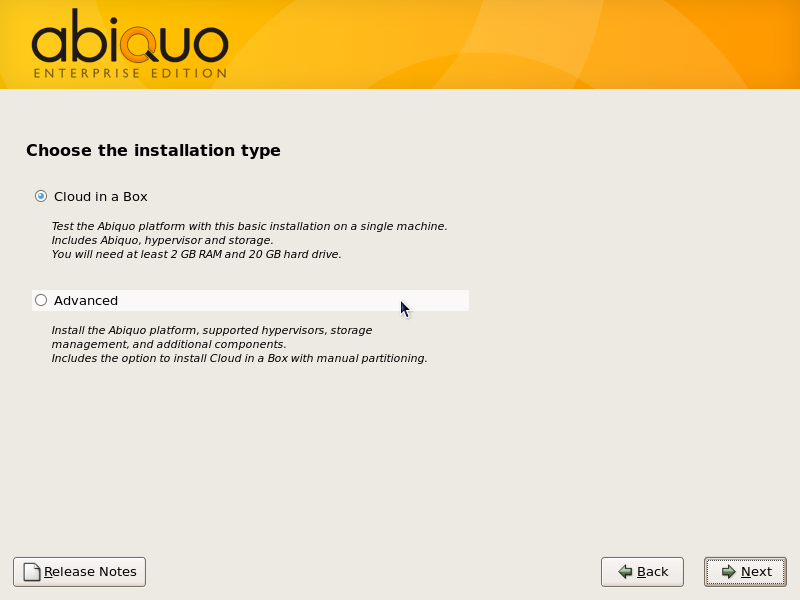 abiquo
ENTERPRISE EDITION
Choose the installation type
Cloud in a Box
Test the Abiquo platform with this basic installation on a single machine.
Includes Abiquo, hypervisor and storage.
You will need at least 2 GB RAM and 20 GB hard drive.
Advanced
Install the Abiquo platform, supported hypervisors, storage
management, and additional components.
Includes the option to install Cloud in a Box with manual partitioning.
Release Notes
Back
Next